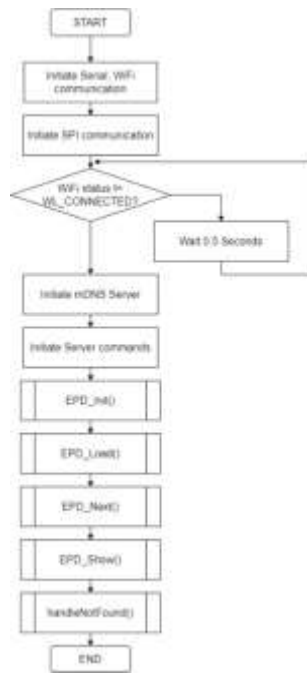 START
Initiate Serial, WiFi
communication
Initiate SPI communication
WiFi status !=
WL_CONNECTED?
Wait 0.5 Seconds
Initiate mDNS Server
Initiate Server commands
EPD_Init()
EPD_Load()
EPD_Next()
EPD_Show()
handleNotFound()
END